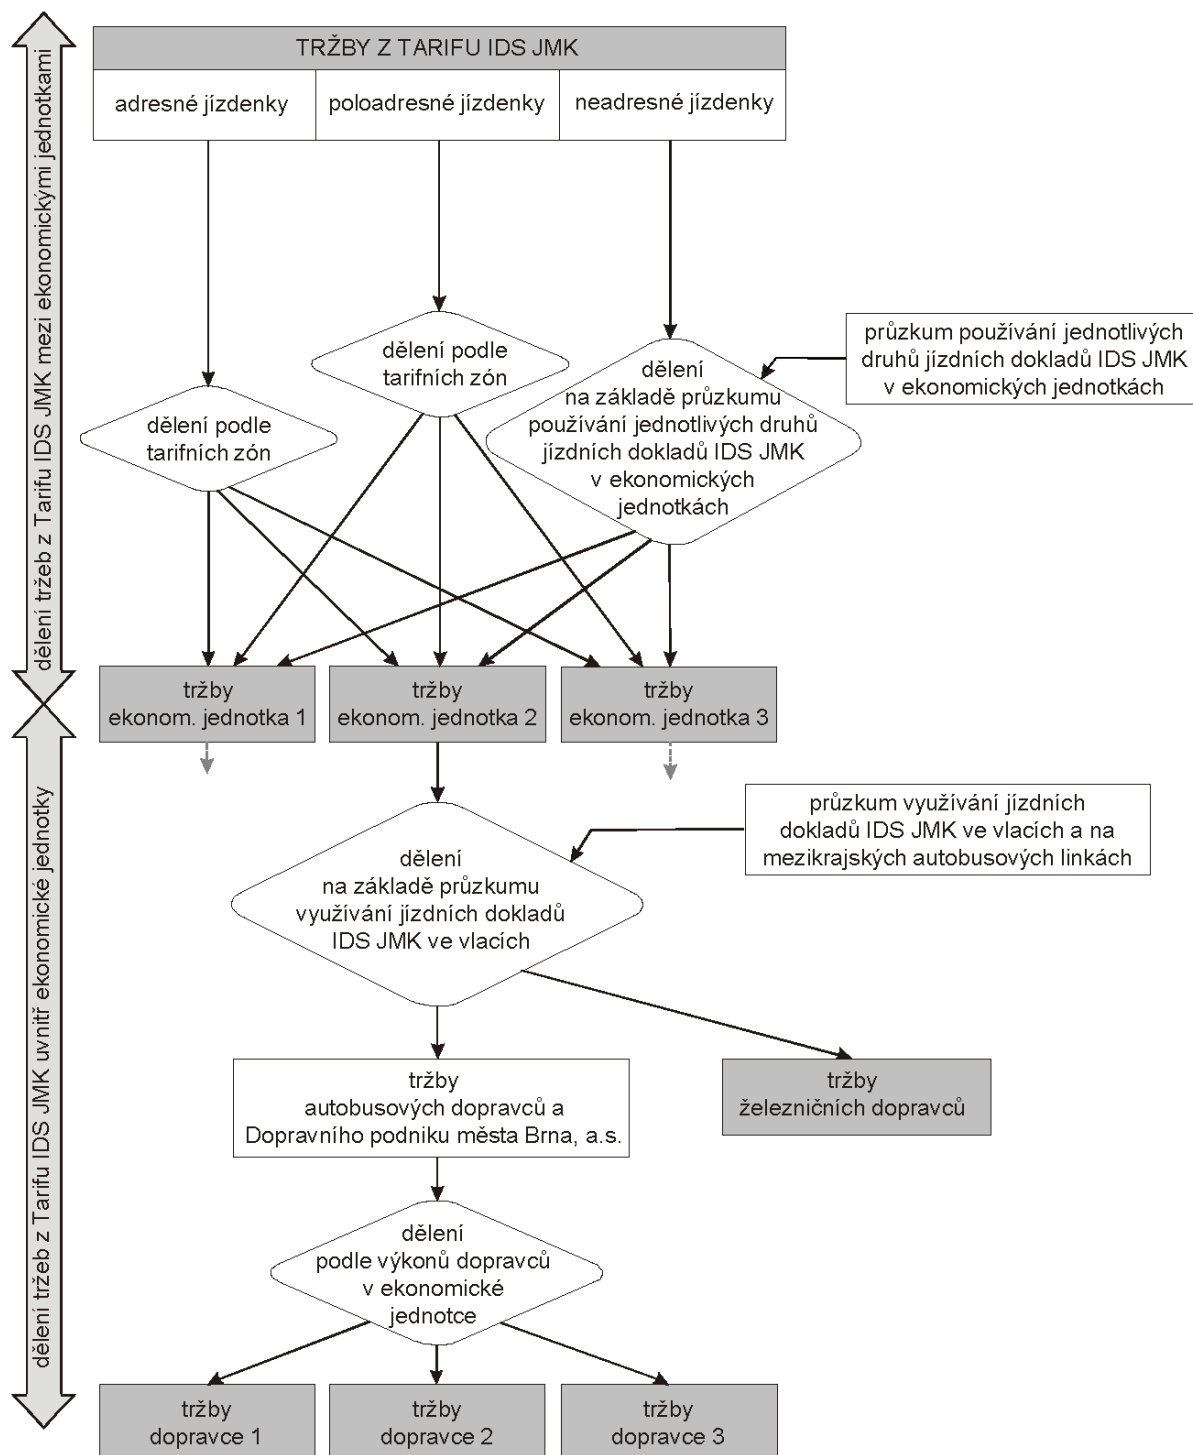 TRŽBY Z TARIFU IDS JMK
adresné jízdenky
poloadresné jízdenky
neadresné jízdenky
dělení tržeb z Tarifu IDS JMK mezi ekonomickými jednotkami
dělení podle
tarifních zón
dělení podle
tarifních zón
dělení
na základě průzkumu
používání jednotlivých druhů
jízdních dokladů IDS JMK
v ekonomických
jednotkách
průzkum používání jednotlivých
druhů jízdních dokladů IDS JMK
v ekonomických jednotkách
tržby
ekonom. jednotka 1
tržby
ekonom. jednotka 2
tržby
ekonom. jednotka 3
dělení tržeb z Tarifu IDS JMK uvnitř ekonomické jednotky
dělení
na základě průzkumu
využívání jízdních dokladů
IDS JMK ve vlacích
průzkum využívání jízdních
dokladů IDS JMK ve vlacích a na
mezikrajských autobusových linkách
tržby
autobusových dopravců a
Dopravního podniku města Brna, a.s.
tržby
železničních dopravců
dělení
podle výkonů dopravců
v ekonomické
jednotce
tržby
dopravce 1
tržby
dopravce 2
tržby
dopravce 3